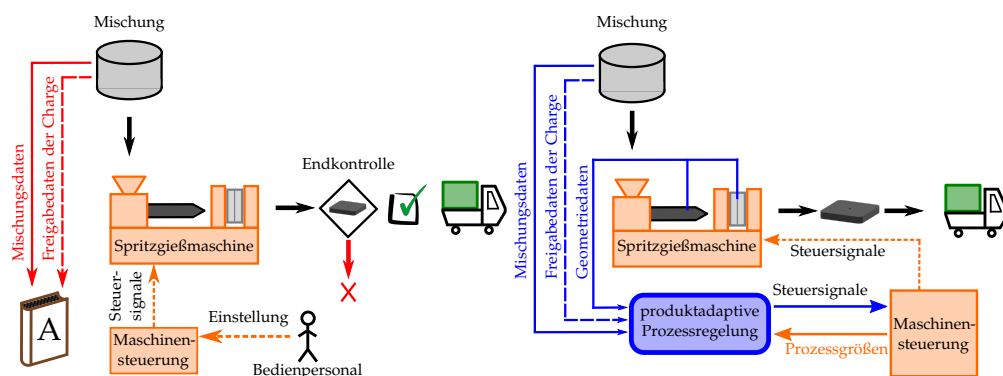 Mischung
Mischungsdaten
Freigabedaten der Charge
Endkontrolle
Spritzgießmaschine
Steuer-
signale
A
Einstellung
Maschinen-
steuerung
Bedienpersonal
Mischung
Mischungsdaten
Freigabedaten der Charge
Geometriedaten
Spritzgießmaschine
Steuersignale
produktadaptive
Prozessregelung
Steuersignale
Prozessgrößen
Maschinen-
steuerung